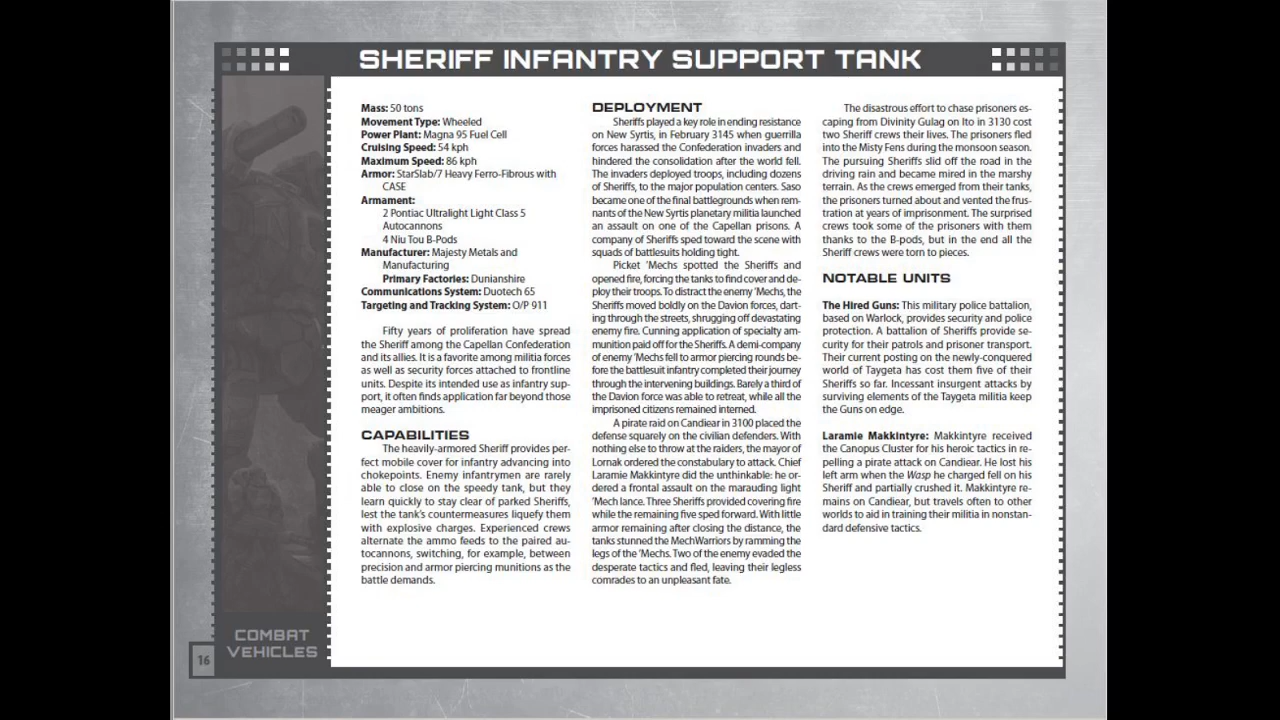 SHERIFF INFANTRY SUPPORT TANK
Mass: 50 tons
Movement Type: Wheeled
Power Plant: Magna 95 Fuel Cell
Cruising Speed: 54 kph
Maximum Speed: 86 kph
Armor: StarSlab/7 Heavy Ferro-Fibrous with
CASE
Armament:
2 Pontiac Ultralight Light Class 5
Autocannons
4 Niu Tou B-Pods
Manufacturer: Majesty Metals and
Manufacturing
Primary Factories: Dunianshire
Communications System: Duotech 65
Targeting and Tracking System: O/P 911
Fifty years of proliferation have spread
the Sheriff among the Capellan Confederation
and its allies. It is a favorite among militia forces
as well as security forces attached to frontline
units. Despite its intended use as infantry sup-
port, it often finds application far beyond those
meager ambitions.
CAPABILITIES
The heavily-armored Sheriff provides per-
fect mobile cover for infantry advancing into
chokepoints. Enemy infantrymen are rarely
able to close on the speedy tank, but they
learn quickly to stay clear of parked Sheriffs,
lest the tank's countermeasures liquefy them
with explosive charges. Experienced crews
alternate the ammo feeds to the paired au-
tocannons, switching, for example, between
precision and armor piercing munitions as the
battle demands.
DEPLOYMENT
Sheriffs played a key role in ending resistance
on New Syrtis, in February 3145 when guerrilla
forces harassed the Confederation invaders and
hindered the consolidation after the world fell.
The invaders deployed troops, including dozens
of Sheriffs, to the major population centers. Saso
became one of the final battlegrounds when rem-
nants of the New Syrtis planetary militia launched
an assault on one of the Capellan prisons. A
company of Sheriffs sped toward the scene with
squads of battlesuits holding tight.
Picket 'Mechs spotted the Sheriffs and
opened fire, forcing the tanks to find cover and de-
ploy their troops. To distract the enemy 'Mechs, the
Sheriffs moved boldly on the Davion forces, dart-
ing through the streets, shrugging off devastating
enemy fire. Cunning application of specialty am-
munition paid off for the Sheriffs. A demi-company
of enemy 'Mechs fell to armor piercing rounds be-
fore the battlesuit infantry completed their journey
through the intervening buildings. Barely a third of
the Davion force was able to retreat, while all the
imprisoned citizens remained interned.
A pirate raid on Candiear in 3100 placed the
defense squarely on the civilian defenders. With
nothing else to throw at the raiders, the mayor of
Lornak ordered the constabulary to attack. Chief
Laramie Makkintyre did the unthinkable: he or-
dered a frontal assault on the marauding light
'Mech lance. Three Sheriffs provided covering fire
while the remaining five sped forward. With little
armor remaining after closing the distance, the
tanks stunned the MechWarriors by ramming the
legs of the 'Mechs. Two of the enemy evaded the
desperate tactics and fled, leaving their legless
comrades to an unpleasant fate.
The disastrous effort to chase prisoners es-
caping from Divinity Gulag on Ito in 3130 cost
two Sheriff crews their lives. The prisoners fled
into the Misty Fens during the monsoon season.
The pursuing Sheriffs slid off the road in the
driving rain and became mired in the marshy
terrain. As the crews emerged from their tanks,
the prisoners turned about and vented the frus-
tration at years of imprisonment. The surprised
crews took some of the prisoners with them
thanks to the B-pods, but in the end all the
Sheriff crews were torn to pieces.
NOTABLE UNITS
The Hired Guns: This military police battalion,
based on Warlock, provides security and police
protection. A battalion of Sheriffs provide se-
curity for their patrols and prisoner transport.
Their current posting on the newly-conquered
world of Taygeta has cost them five of their
Sheriffs so far. Incessant insurgent attacks by
surviving elements of the Taygeta militia keep
the Guns on edge.
Laramie Makkintyre: Makkintyre received
the Canopus Cluster for his heroic tactics in re-
pelling a pirate attack on Candiear. He lost his
left arm when the Wasp he charged fell on his
Sheriff and partially crushed it. Makkintyre re-
mains on Candiear, but travels often to other
worlds to aid in training their militia in nonstan-
dard defensive tactics.
COMBAT
VEHICLES
16